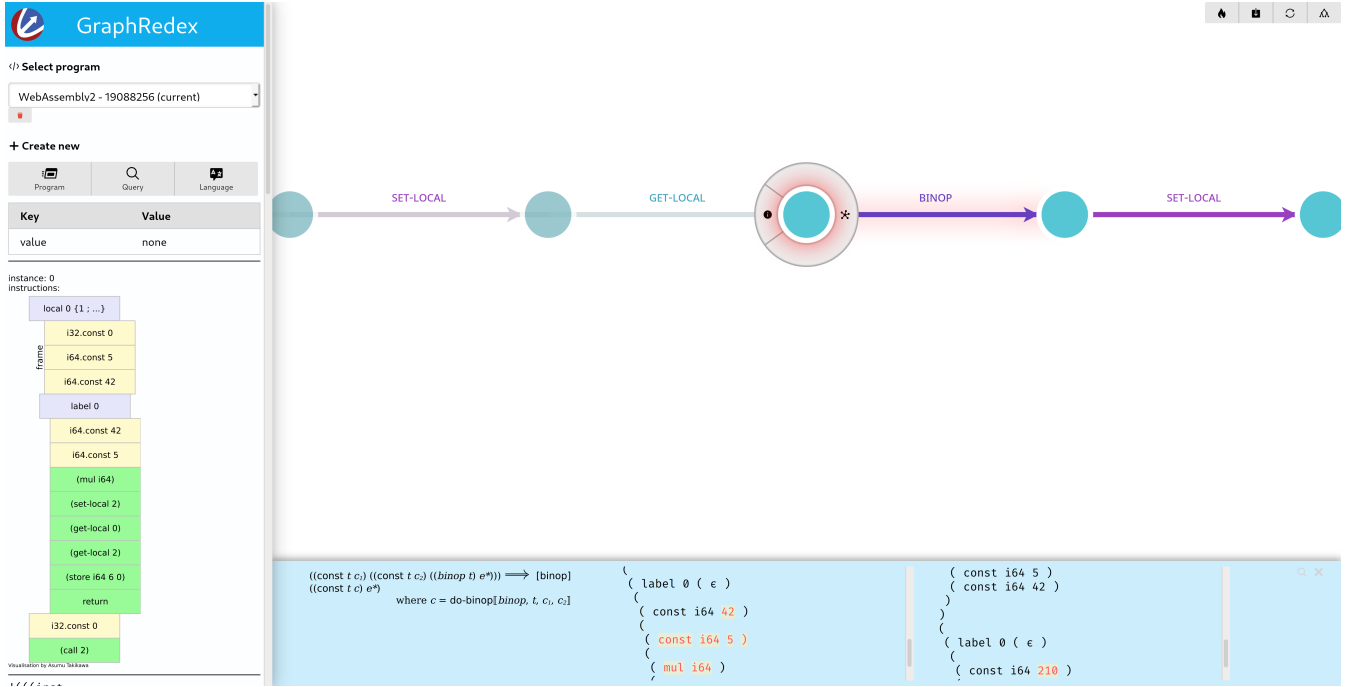 GraphRedex
</> Select program
WebAssembly2 - 19088256 (current)
+ Create new
Program Query Language
Key Value
value none
instance: 0
instructions:
local 0 {1 ; ...}
frame
i32.const 0
i64.const 5
i64.const 42
label 0
i64.const 42
i64.const 5
(mul i64)
(set-local 2)
(get-local 0)
(get-local 2)
(store i64 6 0)
return
i32.const 0
(call 2)
Visualisation by Asumu Takikawa
SET-LOCAL GET-LOCAL BINOP SET-LOCAL
((const t c₁) ((const t c₂) ((binop t) e*))) ⟹ [binop]
((const t c) e*)
where c = do-binop⟦binop, t, c₁, c₂⟧
(
( label 0 ( ϵ )
(
( const i64 42 )
(
( const i64 5 )
(
( mul i64 )
(
( const i64 5 )
( const i64 42 )
)
)
(
( label 0 ( ϵ )
(
( const i64 210 )
(